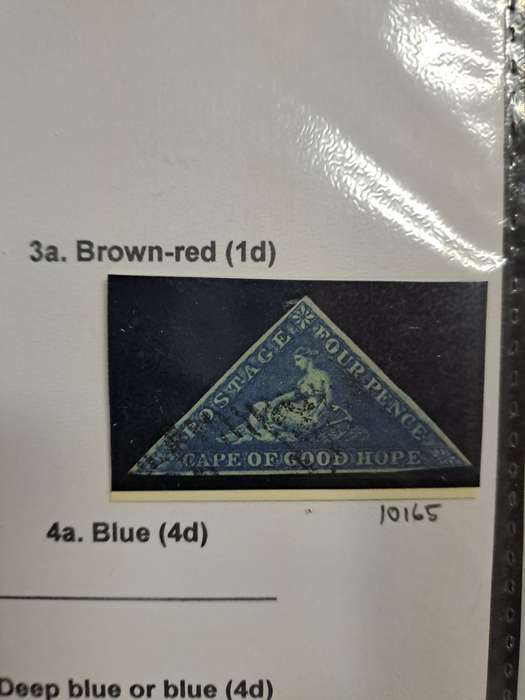 3a. Brown-red (1d)
POSTAGE
FOUR PENCE
CAPE OF GOOD HOPE
10165
4a. Blue (4d)
Deep blue or blue (4d)